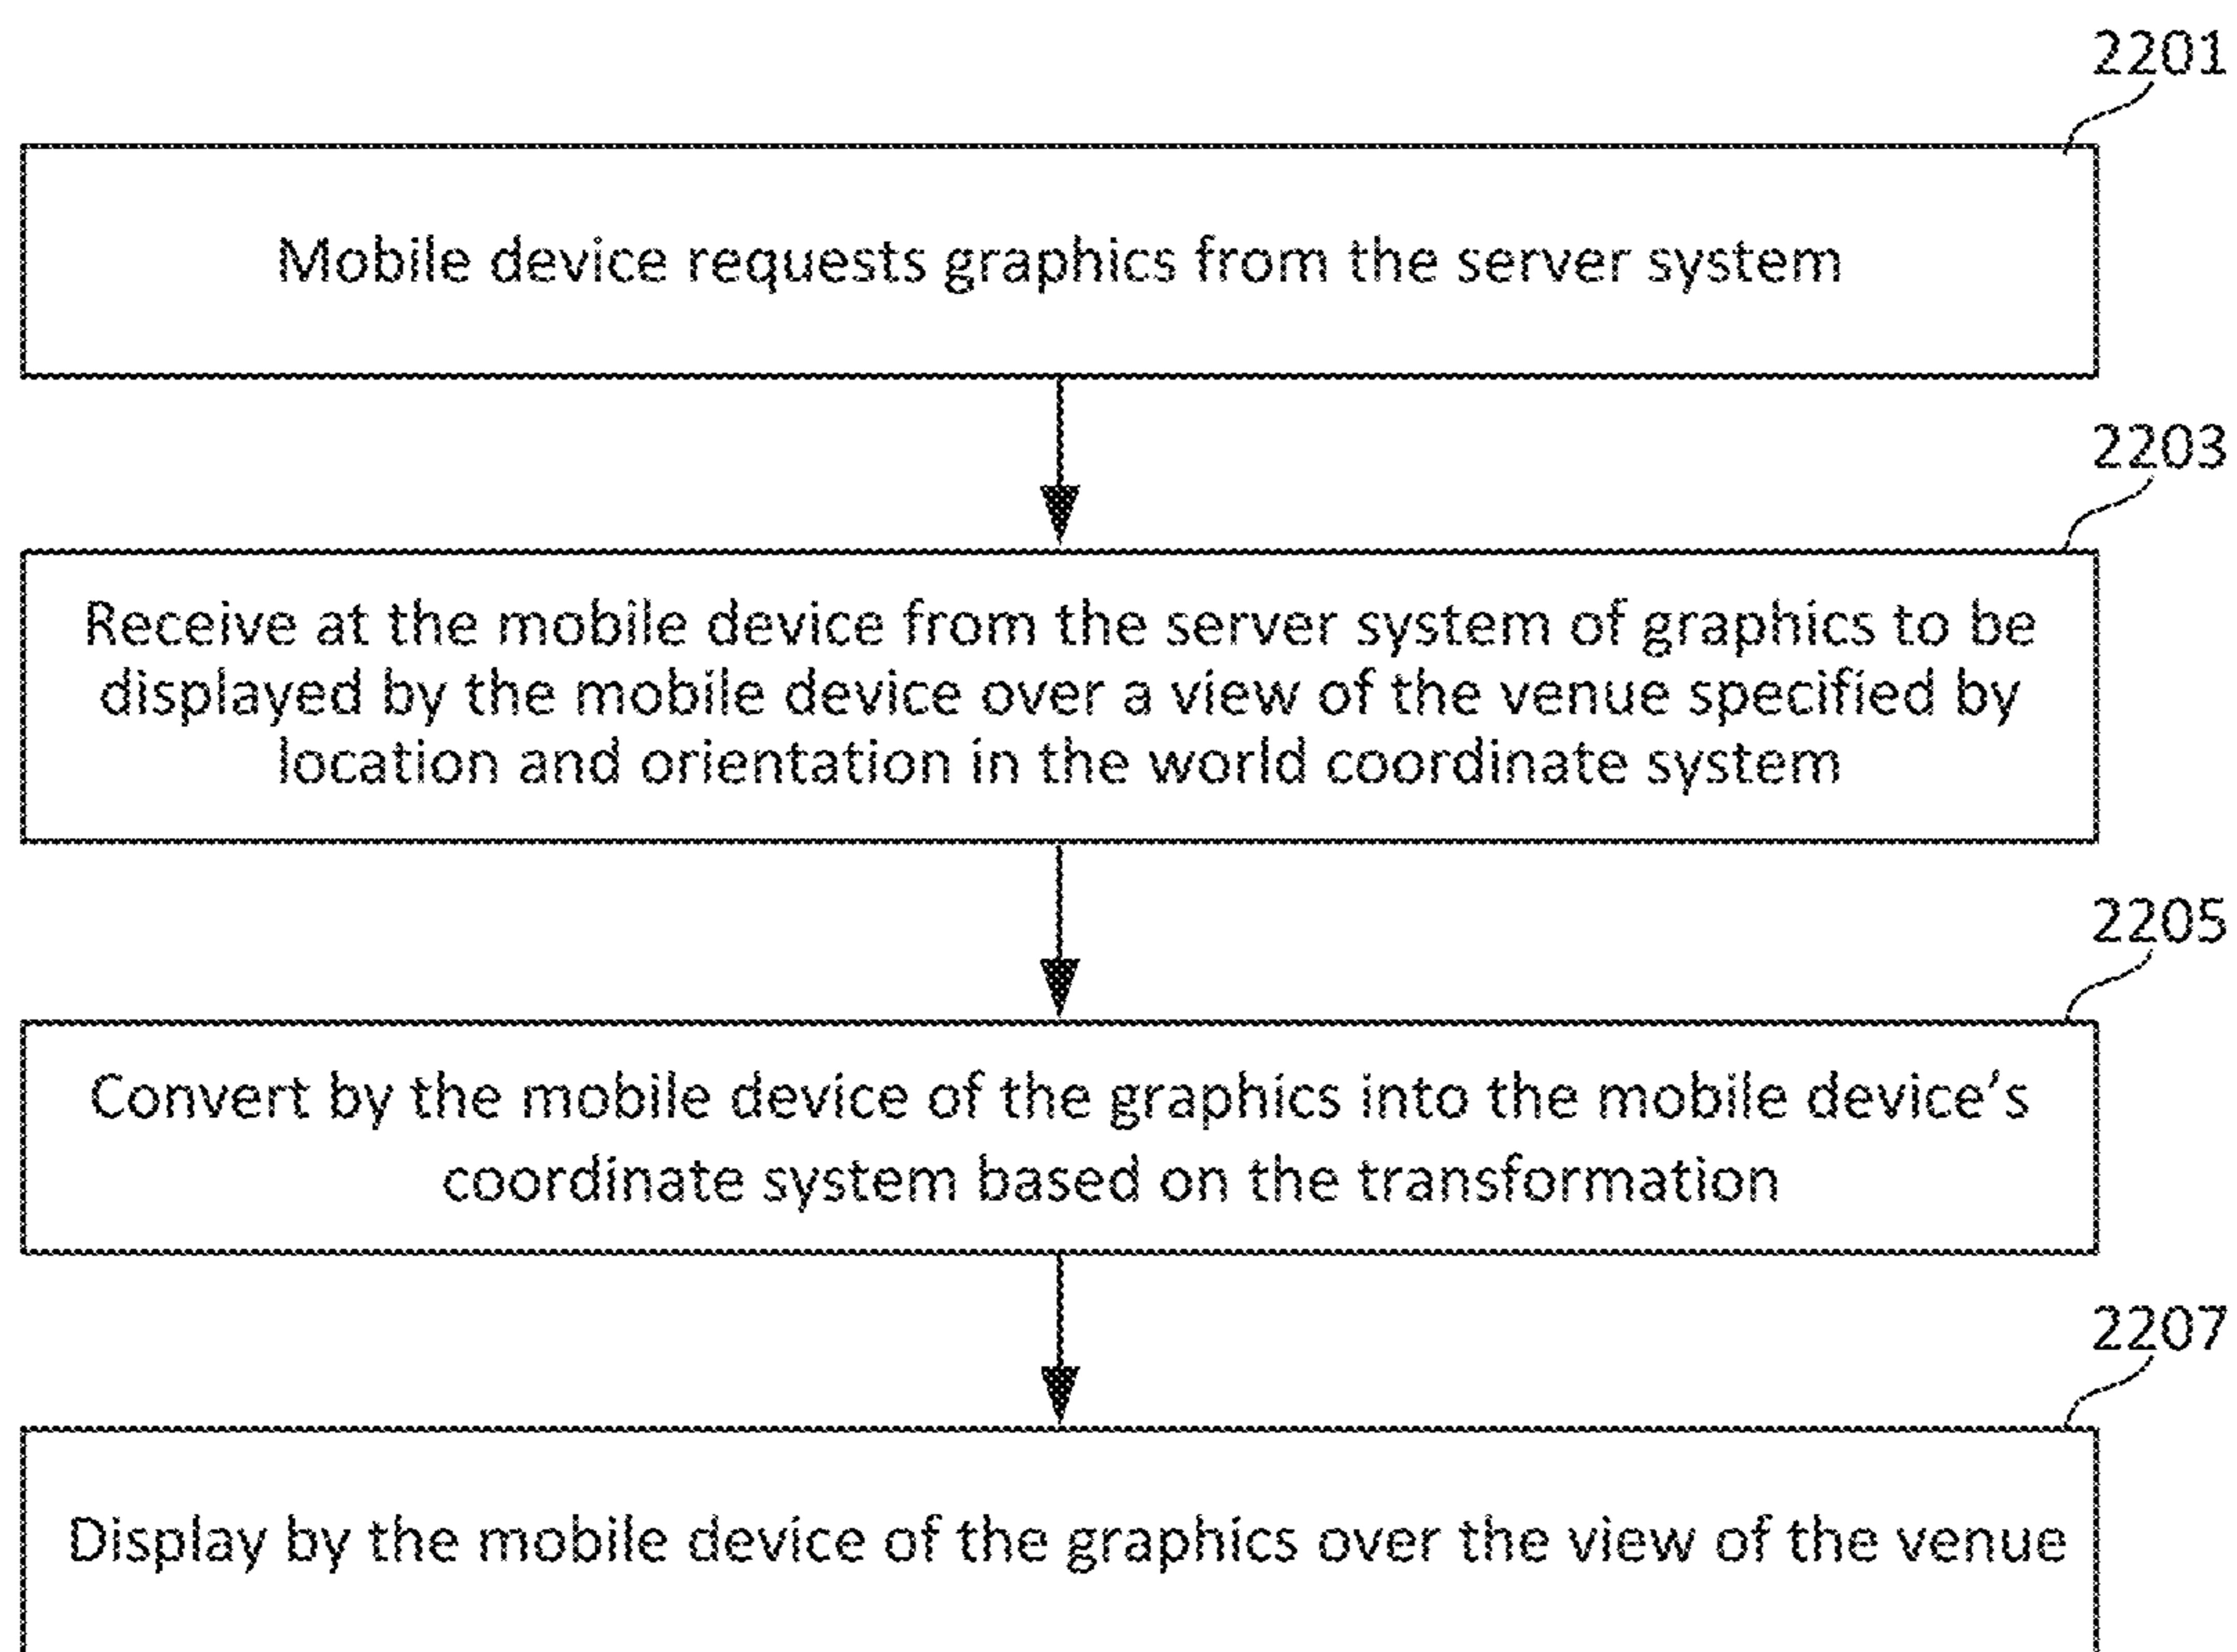 2201
Mobile device requests graphics from the server system
2203
Receive at the mobile device from the server system of graphics to be
displayed by the mobile device over a view of the venue specified by
location and orientation in the world coordinate system
2205
Convert by the mobile device of the graphics into the mobile device's
coordinate system based on the transformation
2207
Display by the mobile device of the graphics over the view of the venue